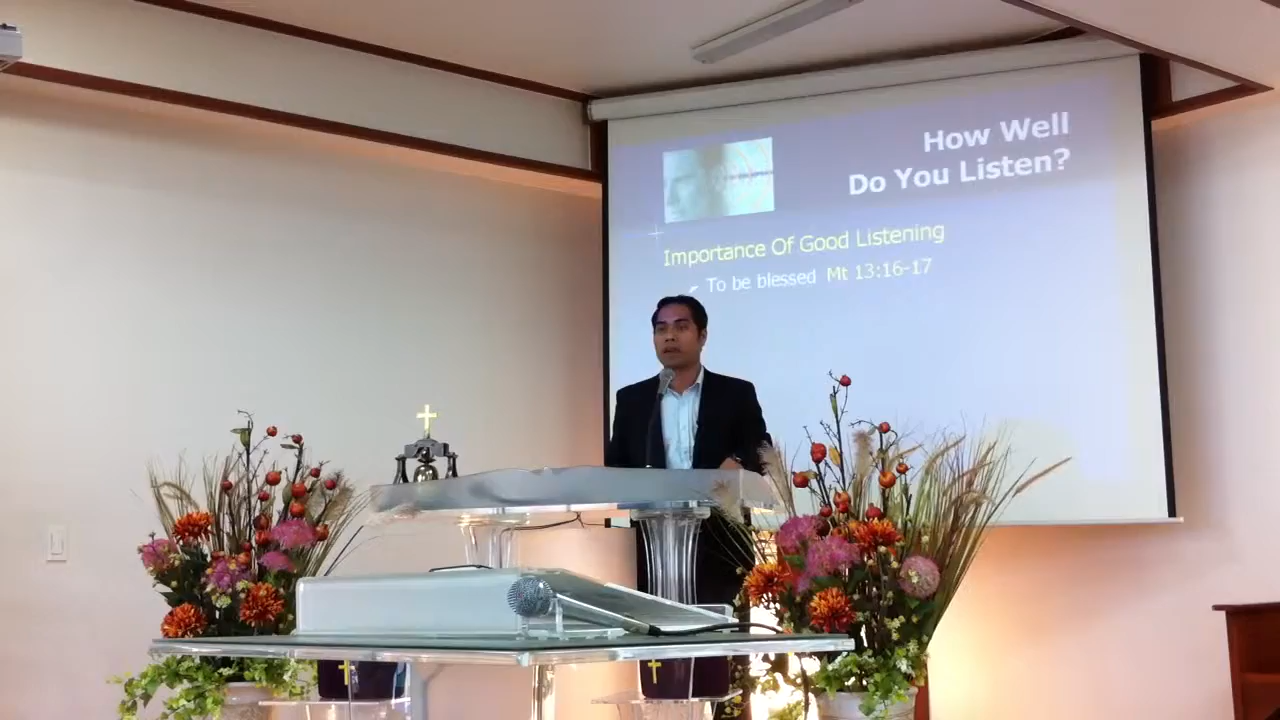 How Well
Do You Listen?
Importance Of Good Listening
To be blessed Mt 13:16-17